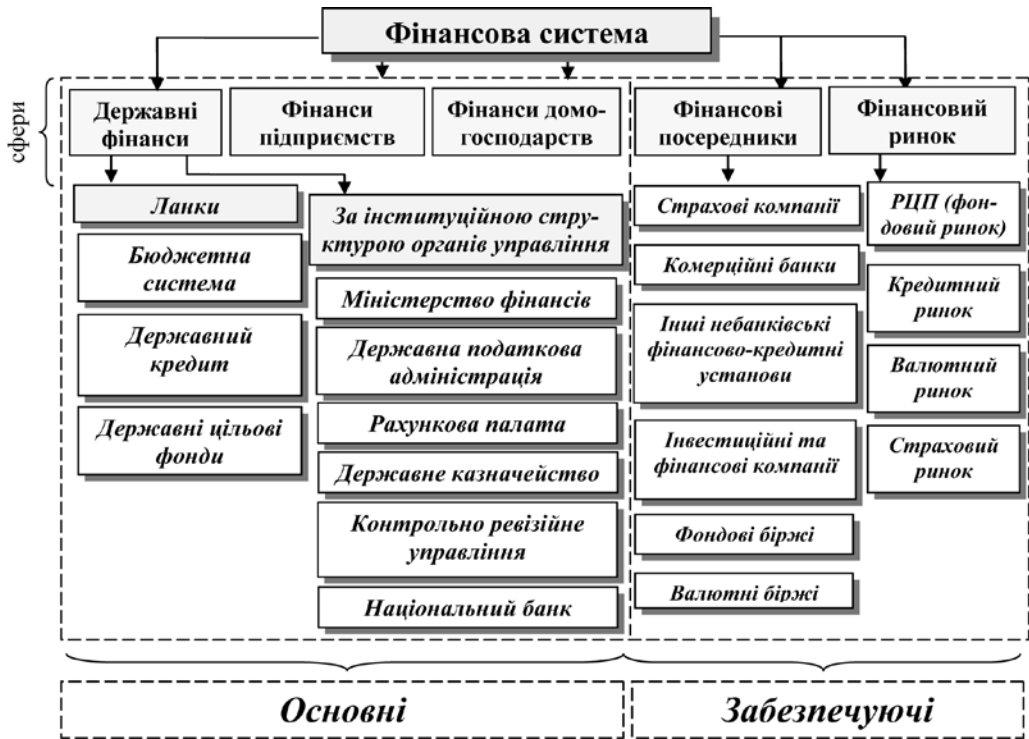 Фінансова система
сфери
Державні
фінанси
Фінанси
підприємств
Фінанси домо-
господарств
Фінансові
посередники
Фінансовий
ринок
Ланки
Бюджетна
система
Державний
кредит
Державні цільові
фонди
За інституційною стру-
ктурою органів управління
Міністерство фінансів
Державна податкова
адміністрація
Рахункова палата
Державне казначейство
Контрольно ревізійне
управління
Національний банк
Страхові компанії
Комерційні банки
Інші небанківські
фінансово-кредитні
установи
Інвестиційні та
фінансові компанії
Фондові біржі
Валютні біржі
РЦП (фон-
довий ринок)
Кредитний
ринок
Валютний
ринок
Страховий
ринок
Основні
Забезпечуючі